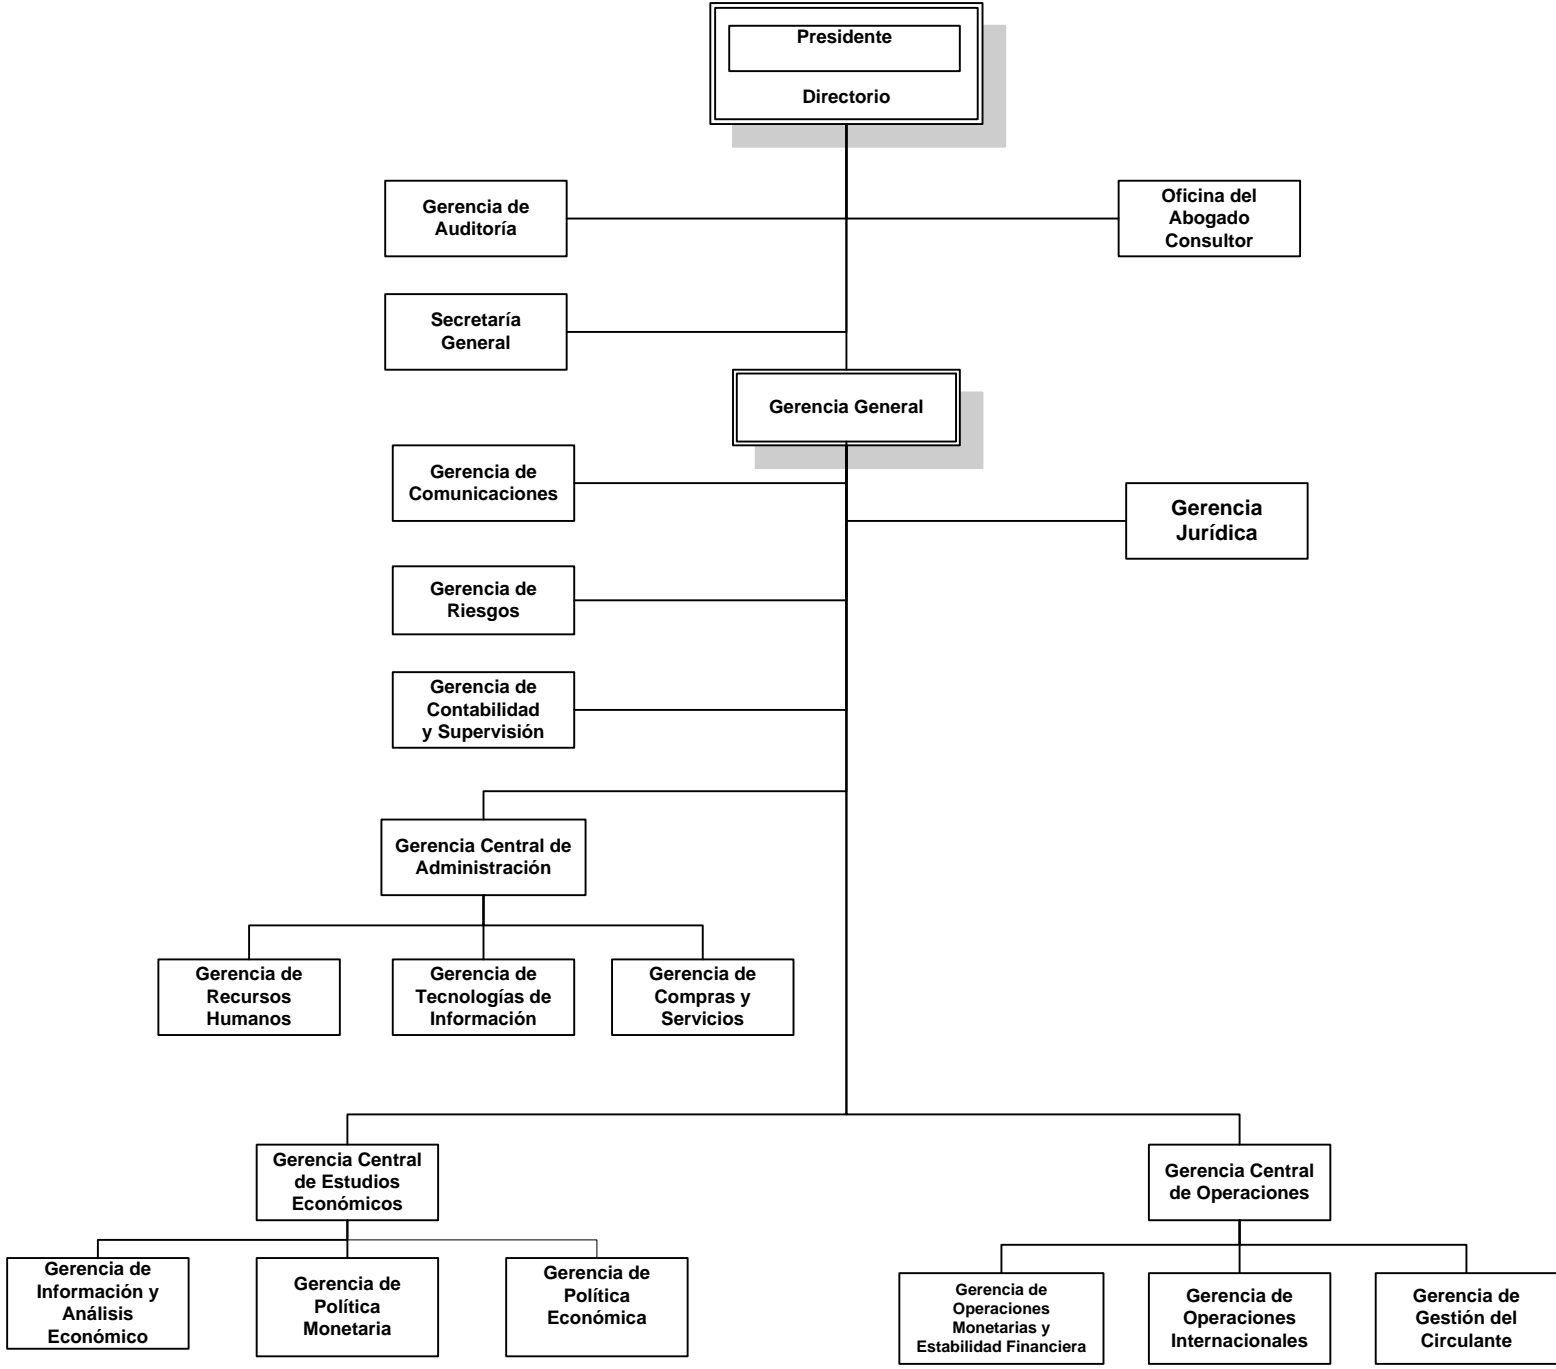 Presidente
Directorio
Gerencia de
Auditoría
Oficina del
Abogado
Consultor
Secretaría
General
Gerencia General
Gerencia de
Comunicaciones
Gerencia
Jurídica
Gerencia de
Riesgos
Gerencia de
Contabilidad
y Supervisión
Gerencia Central de
Administración
Gerencia de
Recursos
Humanos
Gerencia de
Tecnologías de
Información
Gerencia de
Compras y
Servicios
Gerencia Central
de Estudios
Económicos
Gerencia Central
de Operaciones
Gerencia de
Información y
Análisis
Económico
Gerencia de
Política
Monetaria
Gerencia de
Política
Económica
Gerencia de
Operaciones
Monetarias y
Estabilidad Financiera
Gerencia de
Operaciones
Internacionales
Gerencia de
Gestión del
Circulante